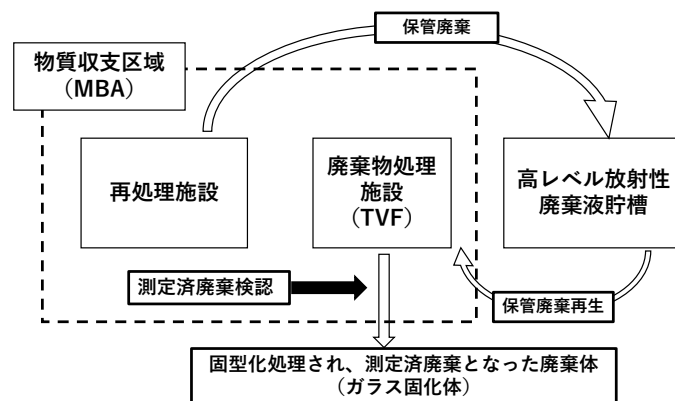 保管廃棄
物質収支区域
（MBA）
再処理施設
廃棄物処理
施設
（TVF）
高レベル放射性
廃棄液貯槽
測定済廃棄検認
保管廃棄再生
固型化処理され、測定済廃棄となった廃棄体
（ガラス固化体）